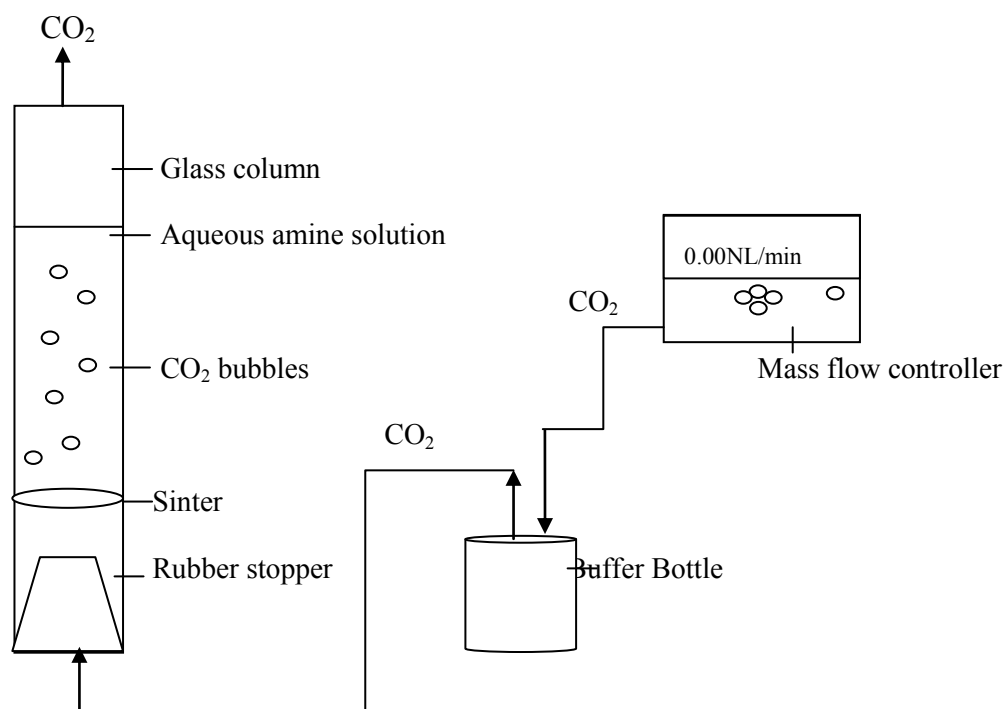 CO₂
Glass column
Aqueous amine solution
0.00NL/min
CO₂
CO₂ bubbles
Mass flow controller
CO₂
Sinter
Rubber stopper
Buffer Bottle